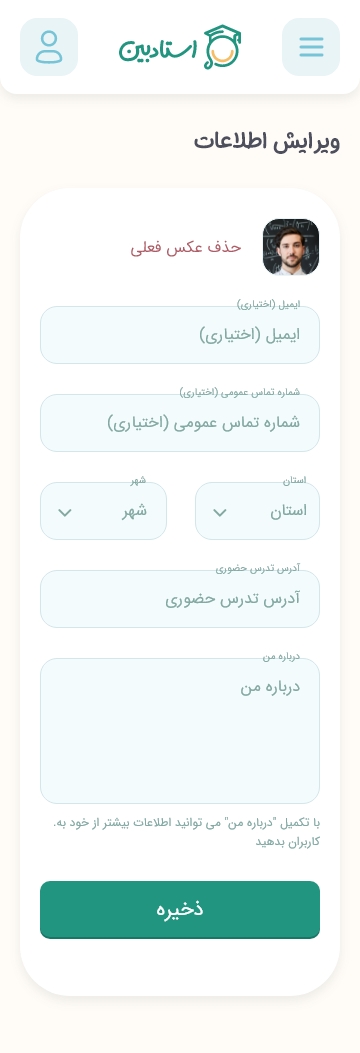 استادبین
ویرایش اطلاعات
حذف عکس فعلی
ایمیل (اختیاری)
ایمیل (اختیاری)
شماره تماس عمومی (اختیاری)
شماره تماس عمومی (اختیاری)
استان
شهر
استان
شهر
آدرس تدرس حضوری
آدرس تدرس حضوری
درباره من
درباره من
با تکمیل "درباره من" می توانید اطلاعات بیشتر از خود به.
کاربران بدهید
ذخیره